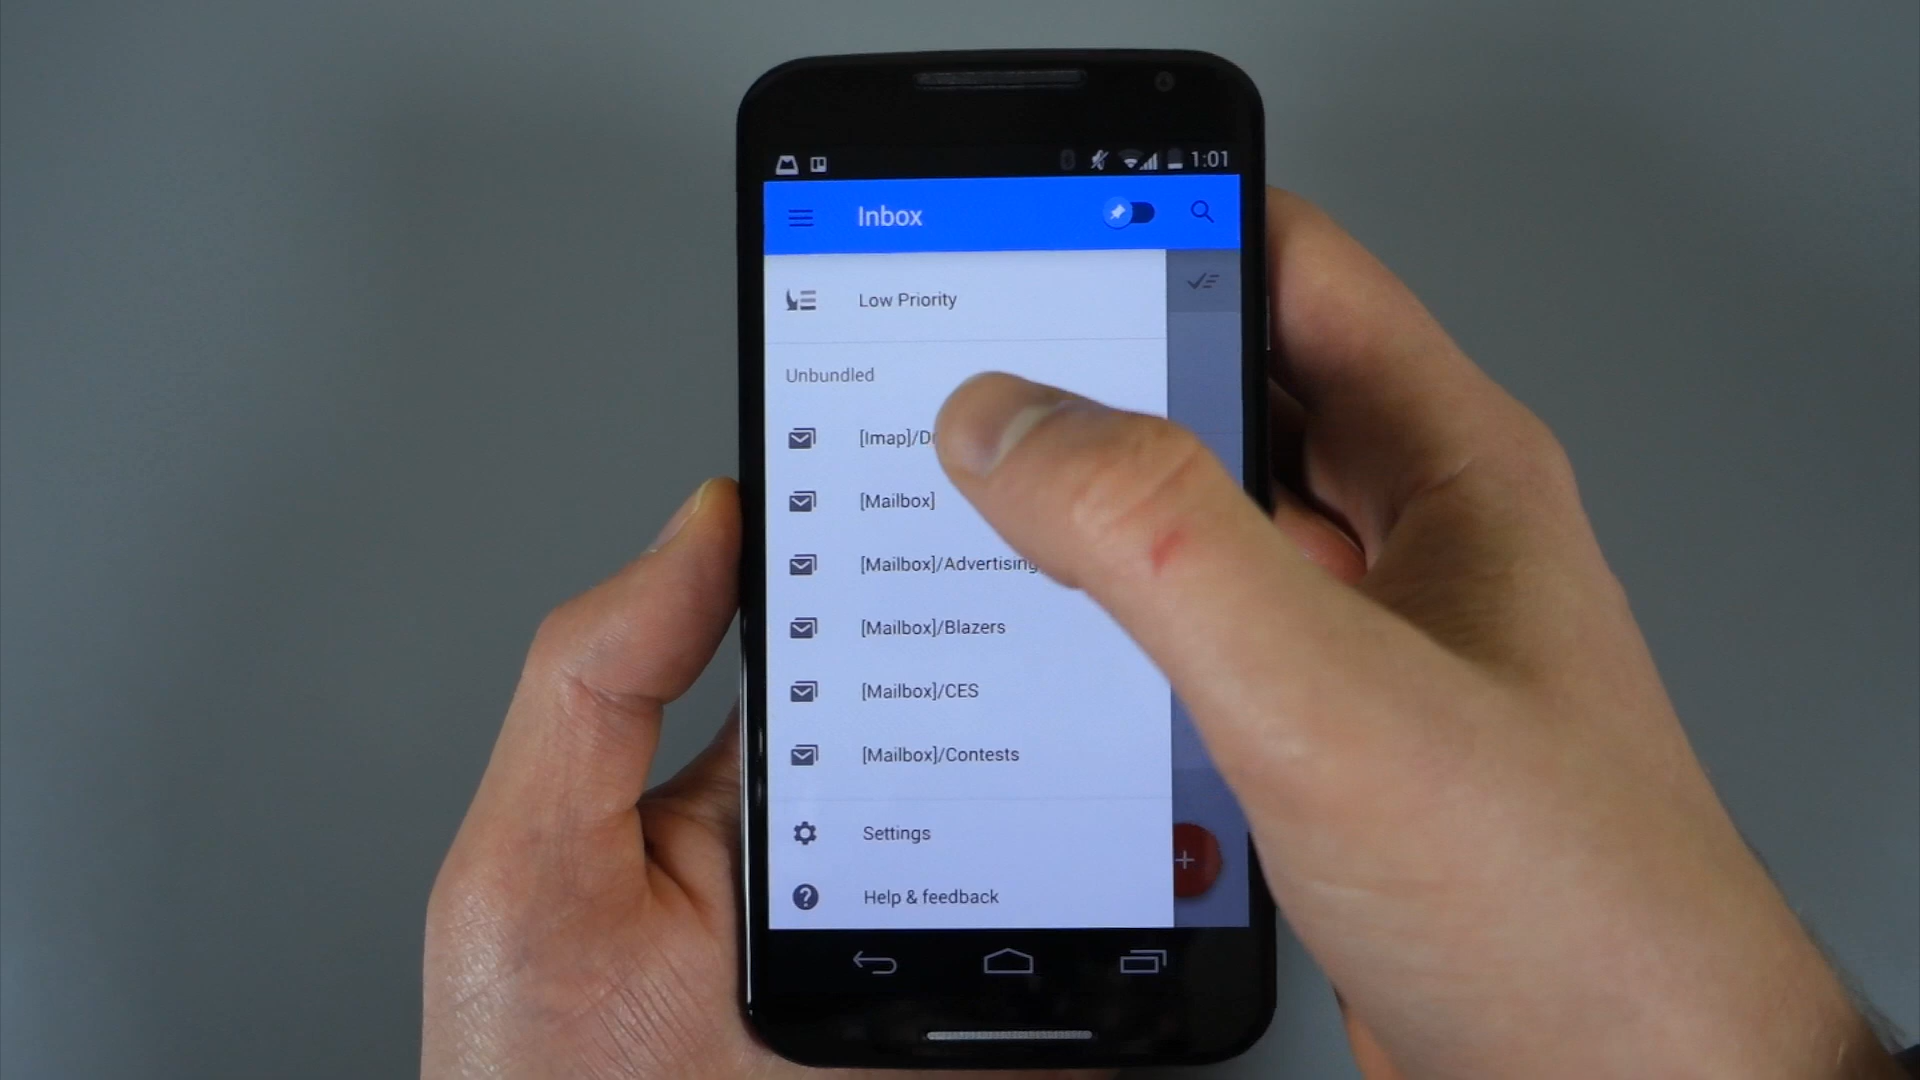 1:01
Inbox
Low Priority
Unbundled
[Imap]/D
[Mailbox]
[Mailbox]/Advertising
[Mailbox]/Blazers
[Mailbox]/CES
[Mailbox]/Contests
Settings
Help & feedback